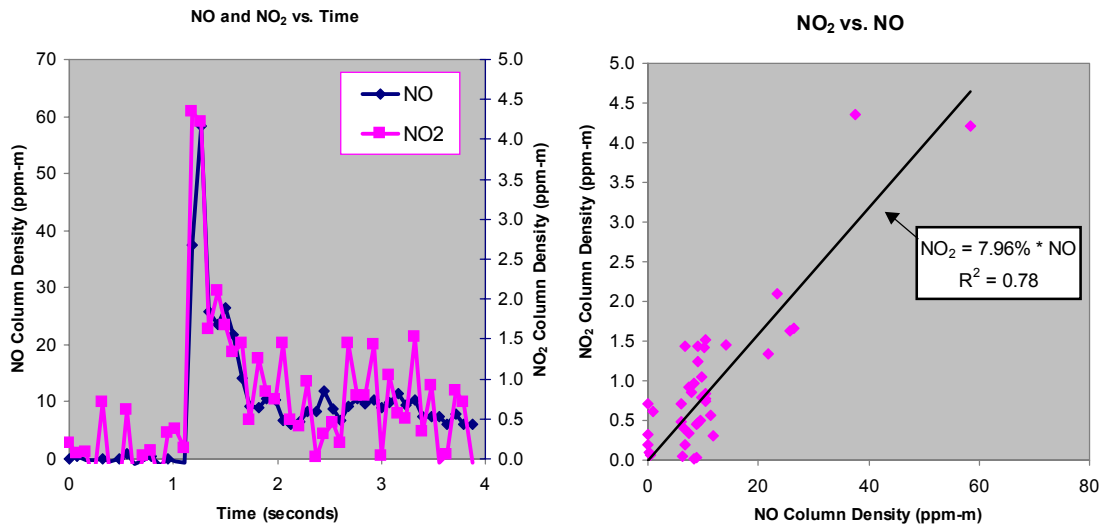 NO and NO₂ vs. Time
NO Column Density (ppm-m)
70
60
50
40
30
20
10
0
5.0
4.5
4.0
3.5
3.0
2.5
2.0
1.5
1.0
0.5
0.0
NO₂ Column Density (ppm-m)
NO
NO2
0 1 2 3 4
Time (seconds)
NO₂ vs. NO
NO₂ Column Density (ppm-m)
5.0
4.5
4.0
3.5
3.0
2.5
2.0
1.5
1.0
0.5
0.0
NO₂ = 7.96% * NO
R² = 0.78
0 20 40 60 80
NO Column Density (ppm-m)